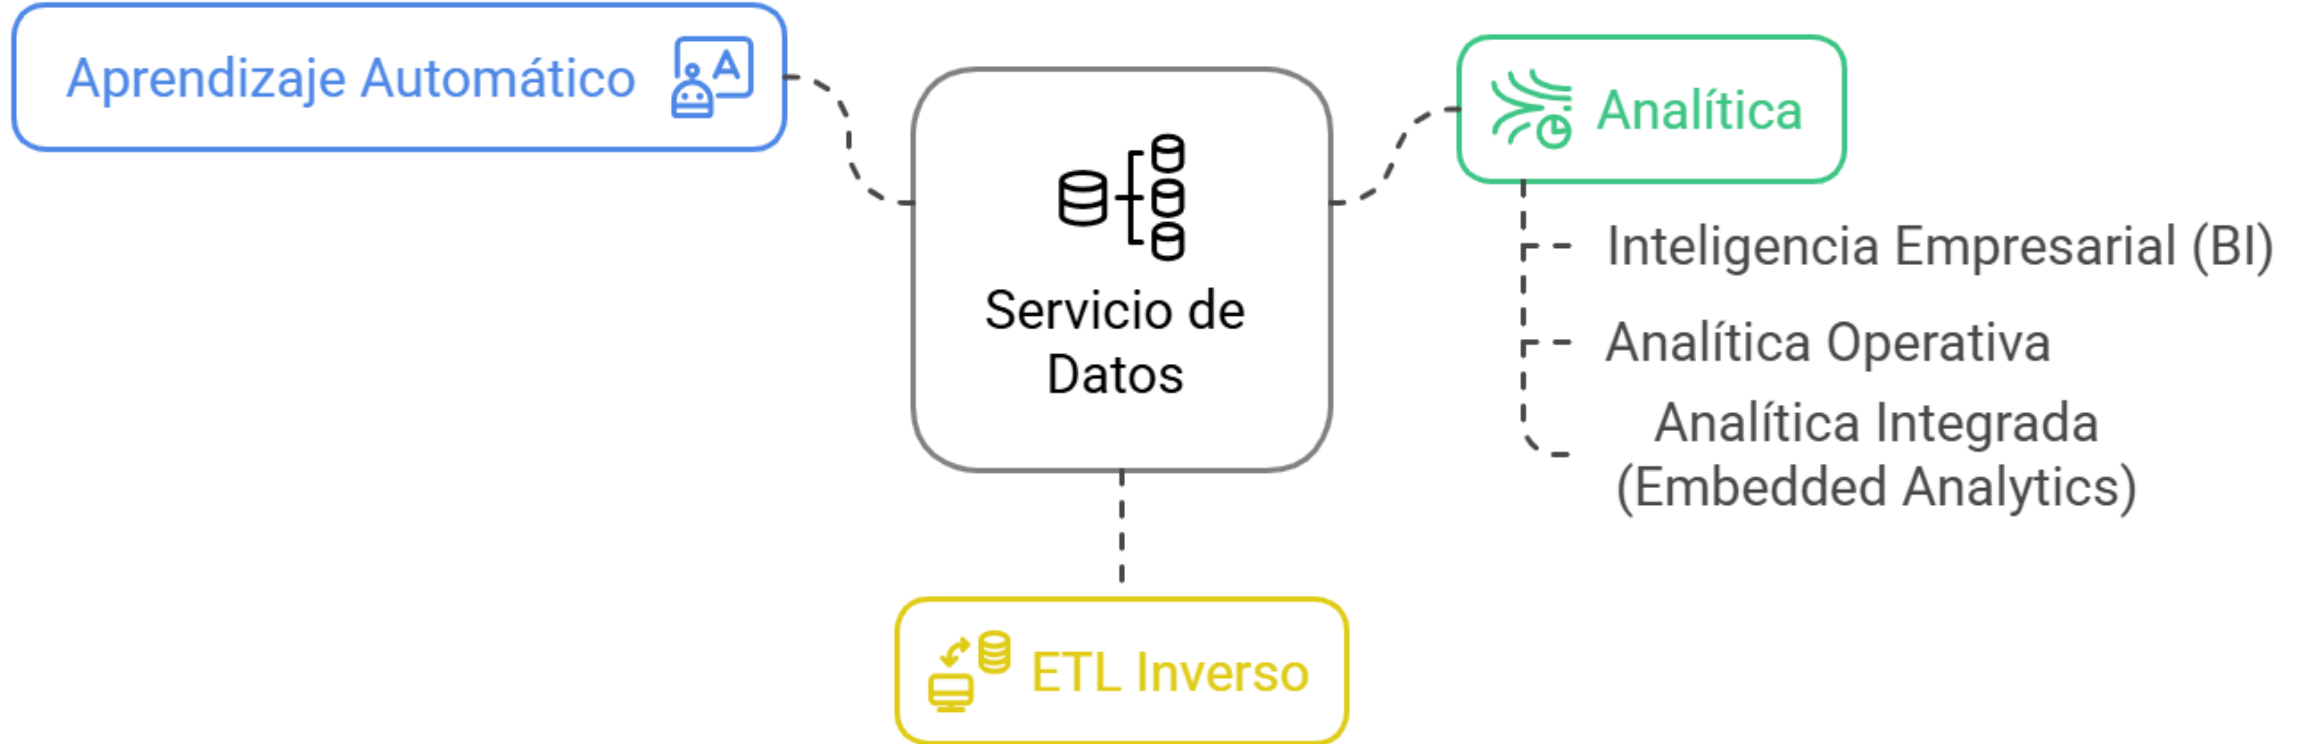 Aprendizaje Automático
Servicio de
Datos
Analítica
Inteligencia Empresarial (BI)
Analítica Operativa
Analítica Integrada
(Embedded Analytics)
ETL Inverso